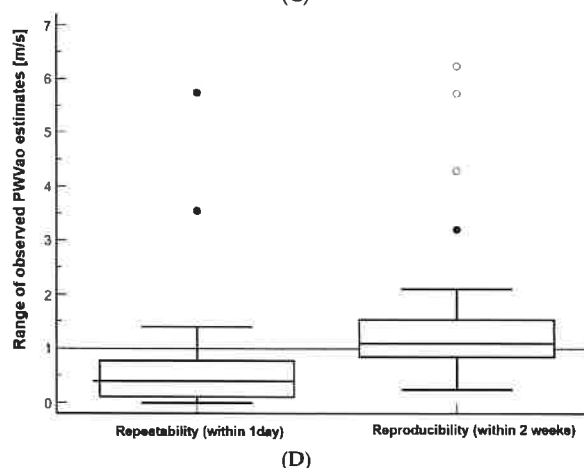 Range of observed PWVao estimates [m/s]
7
6
5
4
3
2
1
0
Repeatability (within 1day)
Reproducibility (within 2 weeks)
(D)